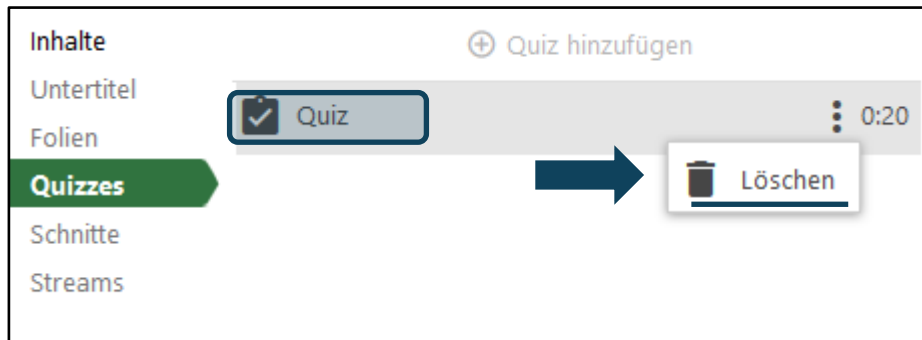 Inhalte
Untertitel
Folien
Quizzes
Schnitte
Streams
Quiz hinzufügen
Quiz 0:20
Löschen